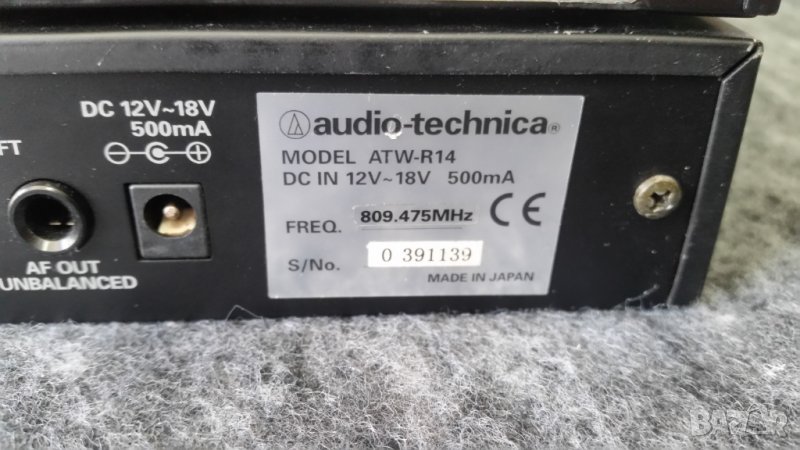 DC 12V~18V
500mA
FT
AF OUT
UNBALANCED
audio-technica®
MODEL ATW-R14
DC IN 12V~18V 500mA
FREQ. 809.475MHz CE
S/No. 0 391139
MADE IN JAPAN